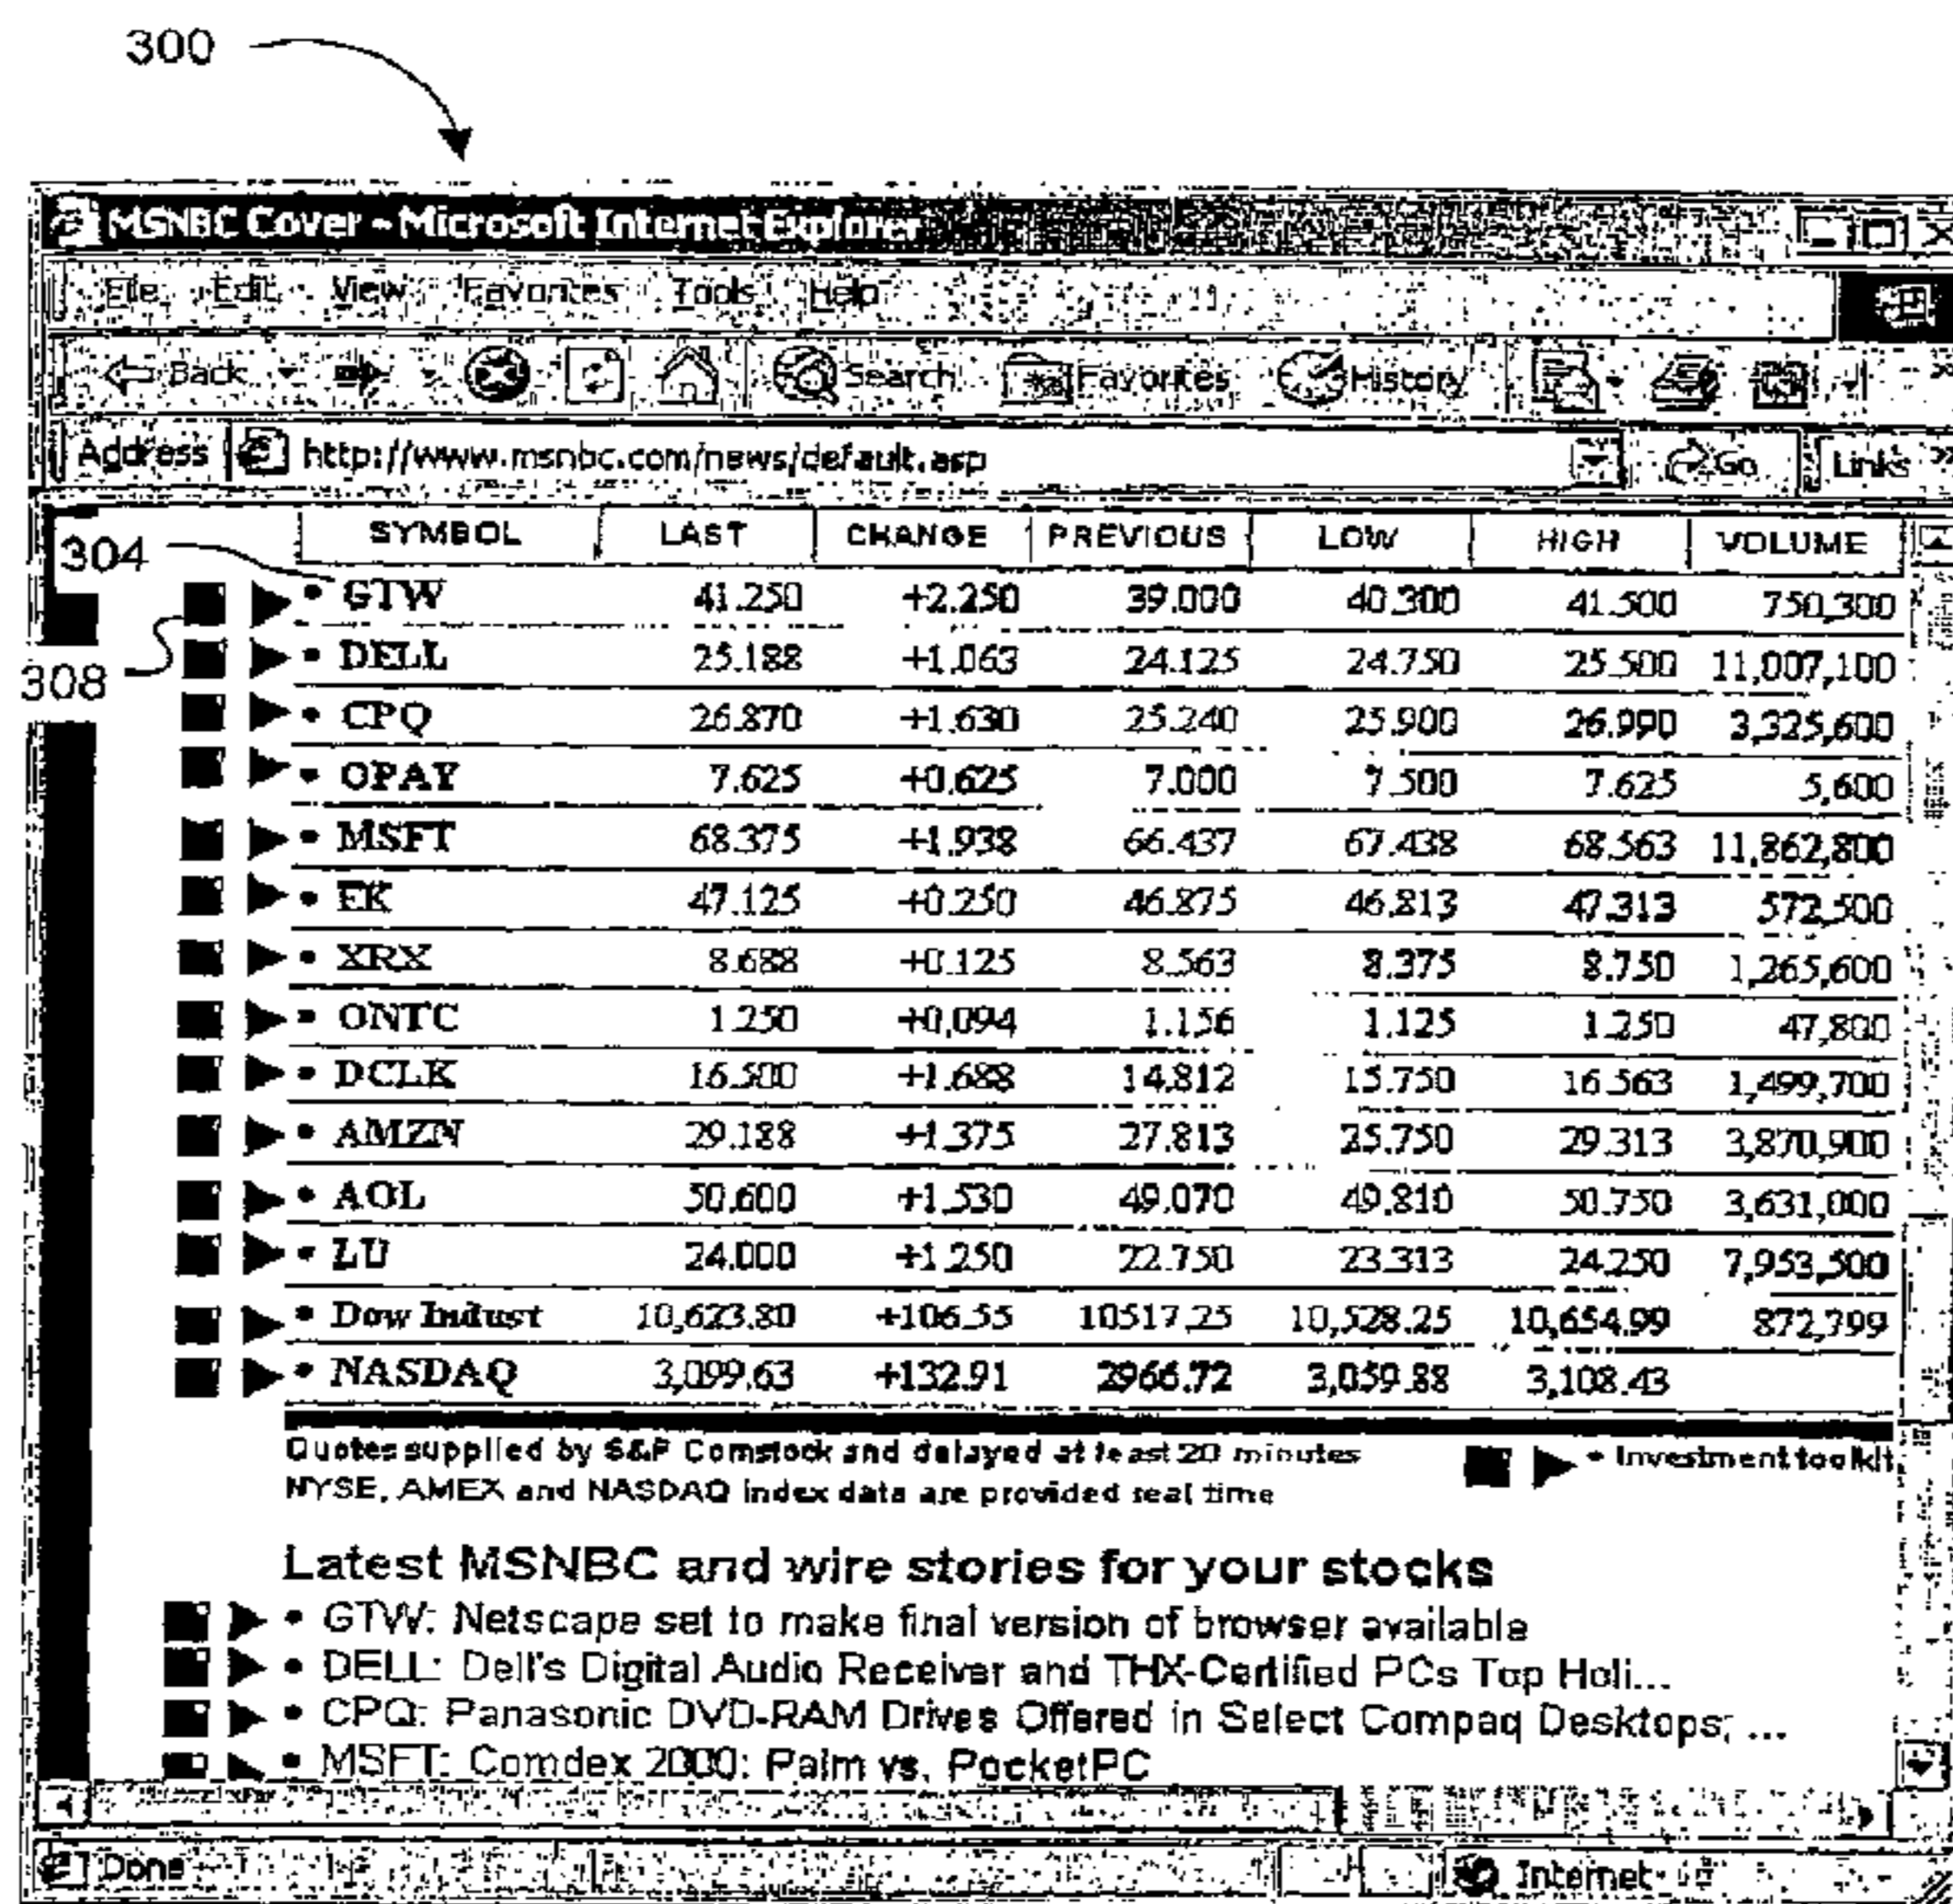 300
MSNBC Cover - Microsoft Internet Explorer
File Edit View Favorites Tools Help
Back Search Favorites History
Address http://www.msnbc.com/news/default.asp Go Links »
SYMBOL LAST CHANGE PREVIOUS LOW HIGH VOLUME
304
• GTW 41.250 +2.250 39.000 40.300 41.500 750,300
308
• DELL 25.188 +1.063 24.125 24.750 25.500 11,007,100
• CPQ 26.870 +1.630 25.240 25.900 26.990 3,325,600
• OPAY 7.625 +0.625 7.000 7.500 7.625 5,600
• MSFT 68.375 +1.938 66.437 67.438 68.563 11,862,800
• EK 47.125 +0.250 46.875 46.813 47.313 572,500
• XRX 8.688 +0.125 8.563 8.375 8.750 1,265,600
• ONTC 1.250 +0.094 1.156 1.125 1.250 47,800
• DCLK 16.500 +1.688 14.812 15.750 16.563 1,499,700
• AMZN 29.188 +1.375 27.813 25.750 29.313 3,870,900
• AOL 50.600 +1.530 49.070 49.810 50.750 3,631,000
• LU 24.000 +1.250 22.750 23.313 24.250 7,953,500
• Dow Indust 10,623.80 +106.55 10517.25 10,528.25 10,654.99 872,799
• NASDAQ 3,099.63 +132.91 2966.72 3,059.88 3,108.43
Quotes supplied by S&P Comstock and delayed at least 20 minutes
• Investment toolkit
NYSE, AMEX and NASDAQ index data are provided real time
Latest MSNBC and wire stories for your stocks
• GTW: Netscape set to make final version of browser available
• DELL: Dell's Digital Audio Receiver and THX-Certified PCs Top Holi...
• CPQ: Panasonic DVD-RAM Drives Offered in Select Compaq Desktops; ...
• MSFT: Comdex 2000: Palm vs. PocketPC
Done Internet